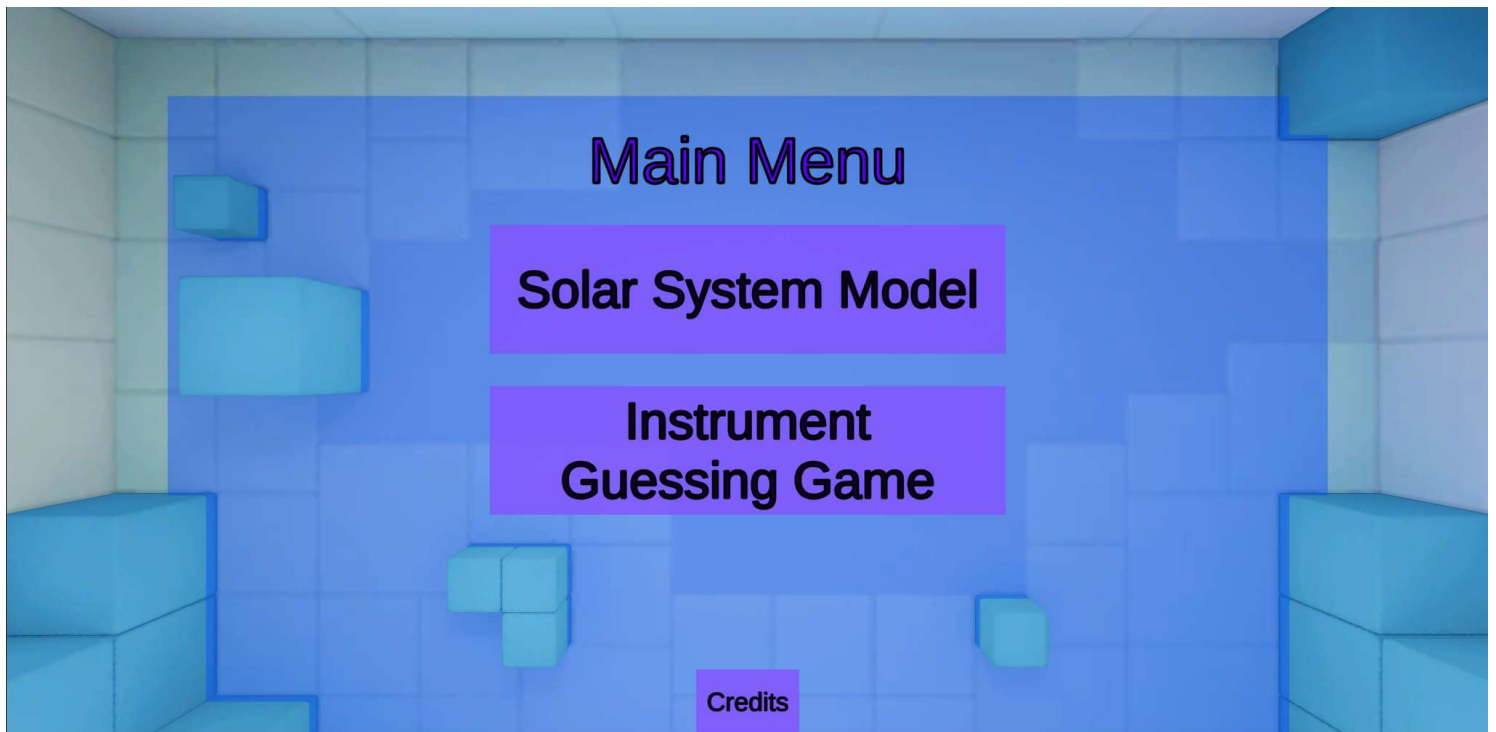 Main Menu
Solar System Model
Instrument
Guessing Game
Credits